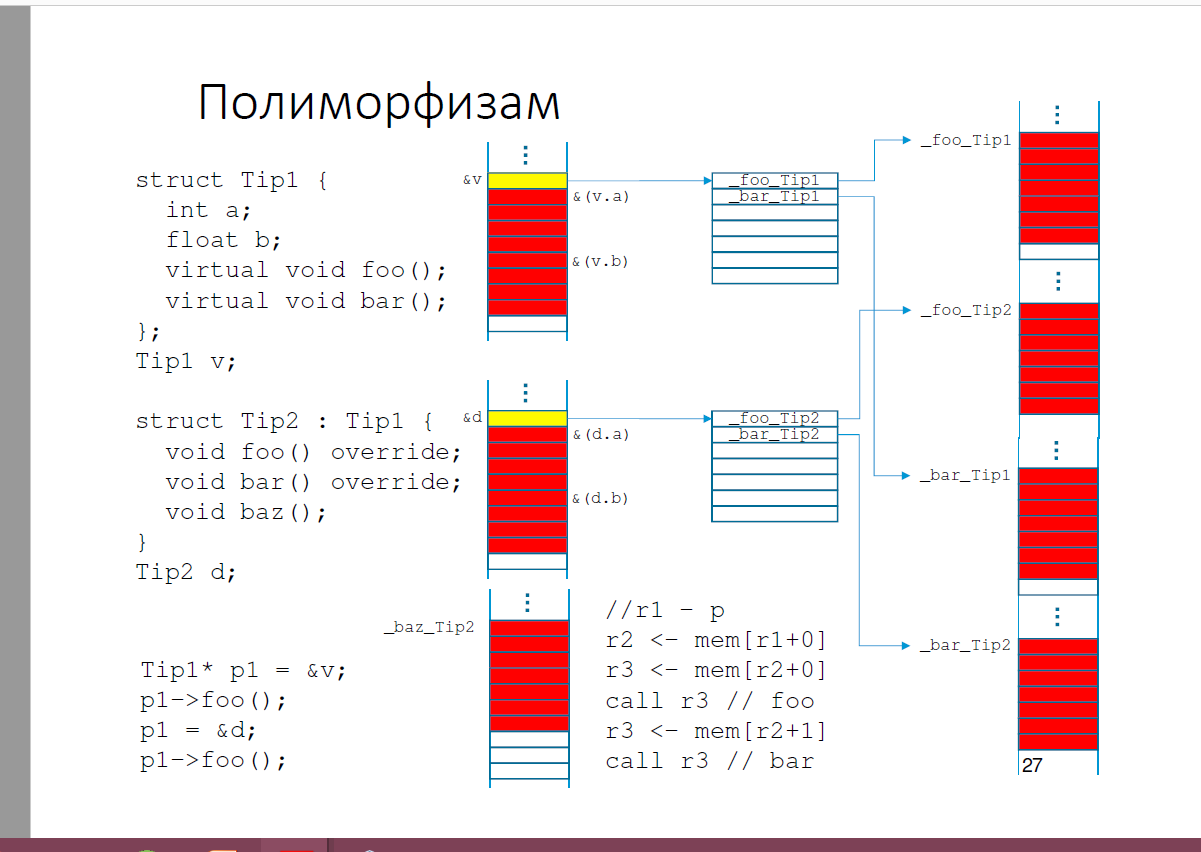 Полиморфизам
struct Tip1 {
int a;
float b;
virtual void foo();
virtual void bar();
};
Tip1 v;
&v
&(v.a)
&(v.b)
_foo_Tip1
_bar_Tip1
_foo_Tip1
_foo_Tip2
struct Tip2 : Tip1 {
void foo() override;
void bar() override;
void baz();
}
Tip2 d;
&d
&(d.a)
&(d.b)
_foo_Tip2
_bar_Tip2
_bar_Tip1
_bar_Tip2
_baz_Tip2
Tip1* p1 = &v;
p1->foo();
p1 = &d;
p1->foo();
//r1 – p
r2 <- mem[r1+0]
r3 <- mem[r2+0]
call r3 // foo
r3 <- mem[r2+1]
call r3 // bar
27